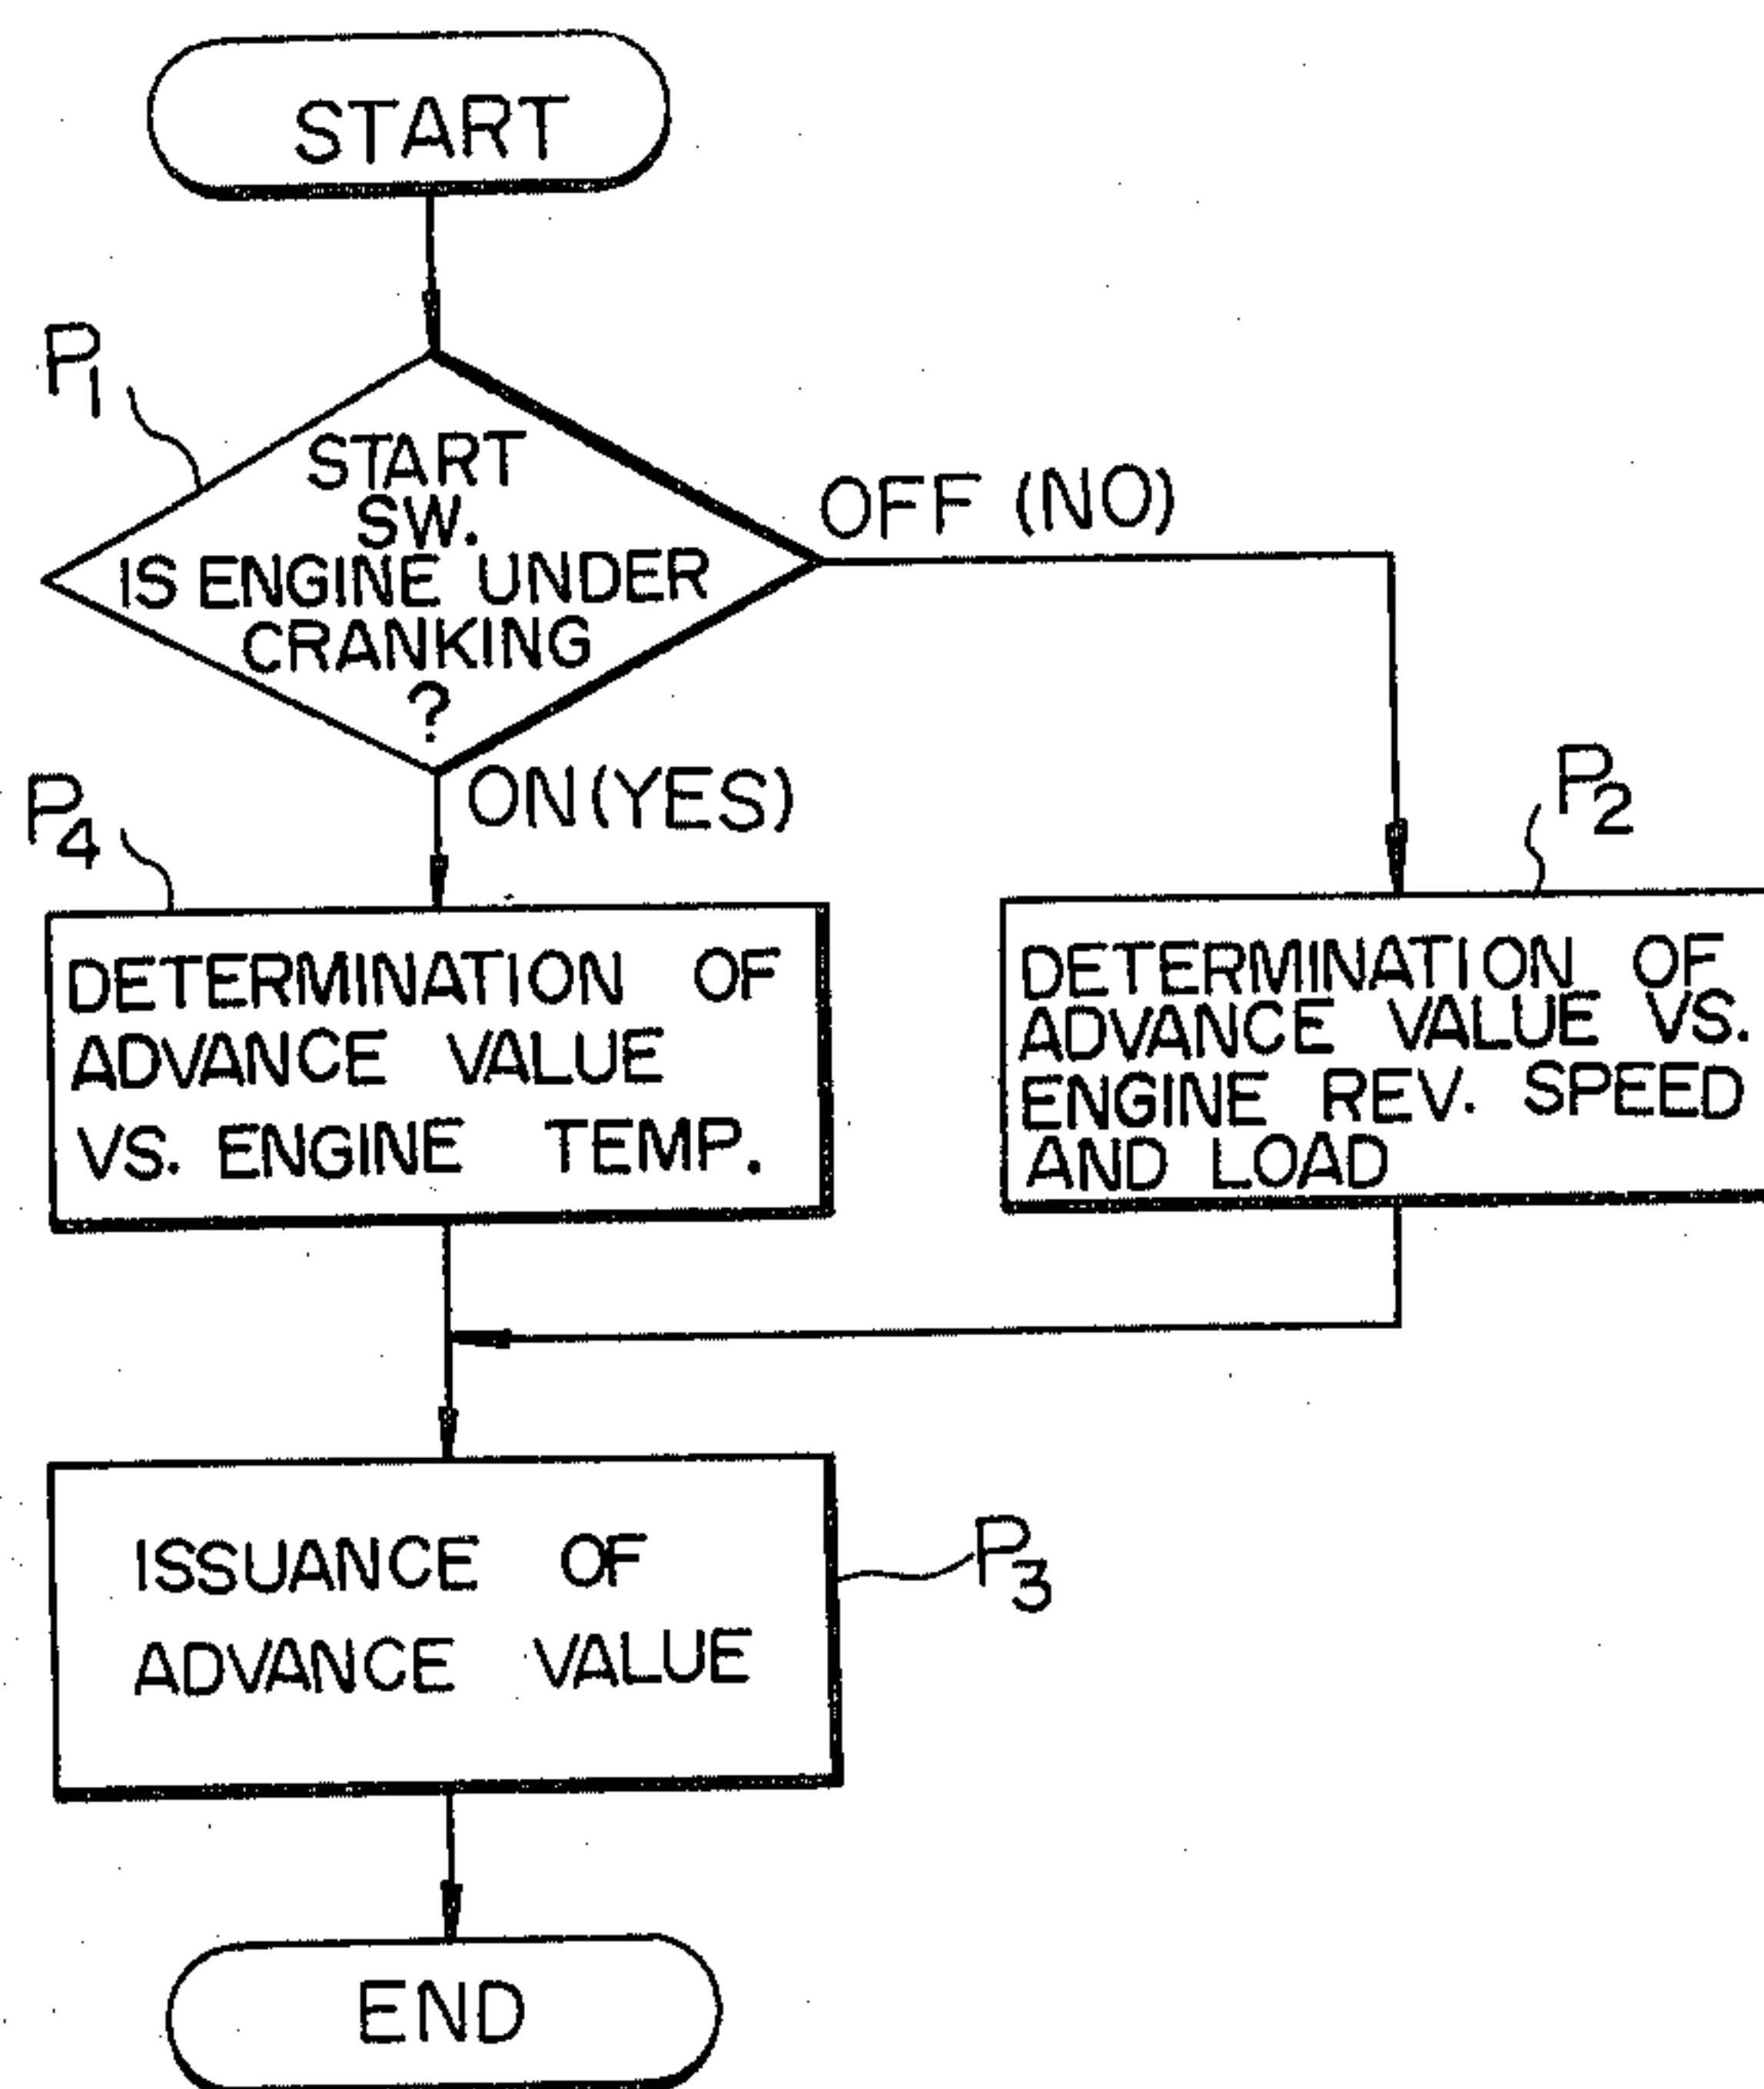 START
P1
START
SW.
IS ENGINE UNDER
CRANKING
?
OFF (NO)
ON(YES)
P4
P2
DETERMINATION OF
ADVANCE VALUE
VS. ENGINE TEMP.
DETERMINATION OF
ADVANCE VALUE VS.
ENGINE REV. SPEED
AND LOAD
ISSUANCE OF
ADVANCE VALUE
P3
END